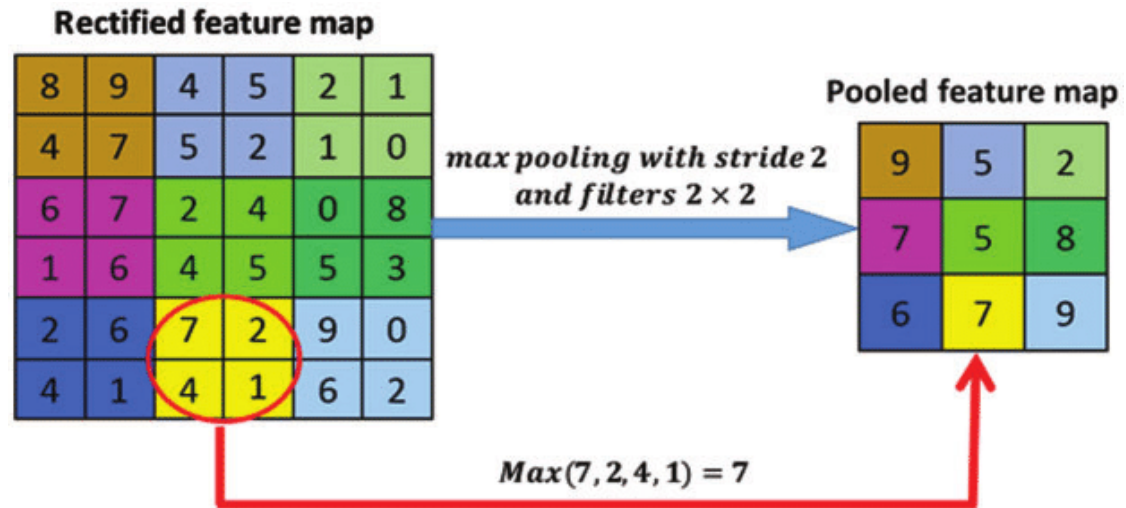 Rectified feature map
8 9 4 5 2 1
4 7 5 2 1 0
6 7 2 4 0 8
1 6 4 5 5 3
2 6 7 2 9 0
4 1 4 1 6 2
max pooling with stride 2
and filters 2 × 2
Pooled feature map
9 5 2
7 5 8
6 7 9
Max(7, 2, 4, 1) = 7